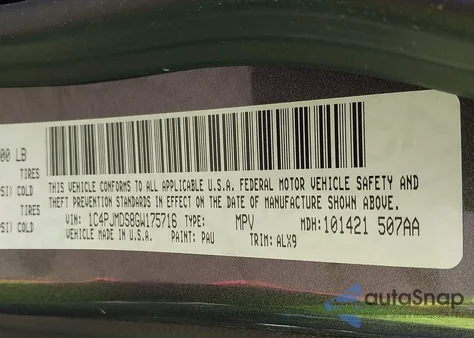 00 LB
TIRES
PSI) COLD
TIRES
PSI) COLD
THIS VEHICLE CONFORMS TO ALL APPLICABLE U.S.A. FEDERAL MOTOR VEHICLE SAFETY AND
THEFT PREVENTION STANDARDS IN EFFECT ON THE DATE OF MANUFACTURE SHOWN ABOVE.
VIN: 1C4PJMDS8GW175716 TYPE: MPV MDH: 101421 507AA
VEHICLE MADE IN U.S.A. PAINT: PAU TRIM: ALX9
autoSnap